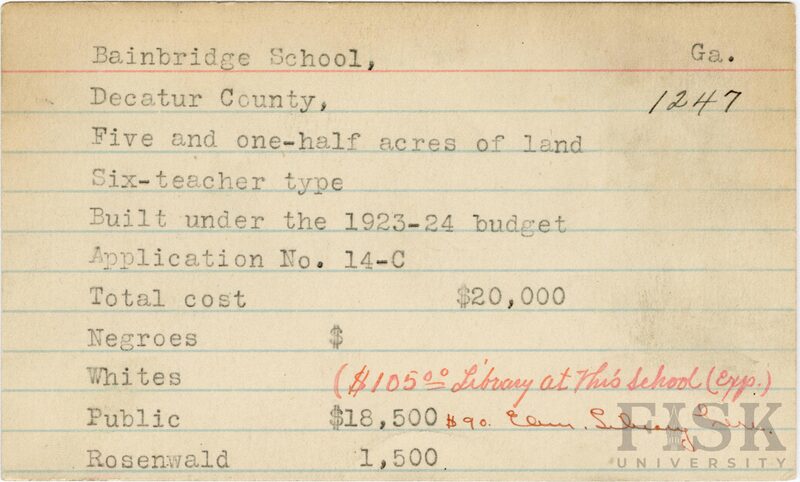 Bainbridge School, Ga.
Decatur County, 1247
Five and one-half acres of land
Six-teacher type
Built under the 1923-24 budget
Application No. 14-C
Total cost $20,000
Negroes $
Whites ($105.00 Library at this School (Exp.)
Public $18,500 $90. Elem. Library
Rosenwald 1,500
FISK
UNIVERSITY